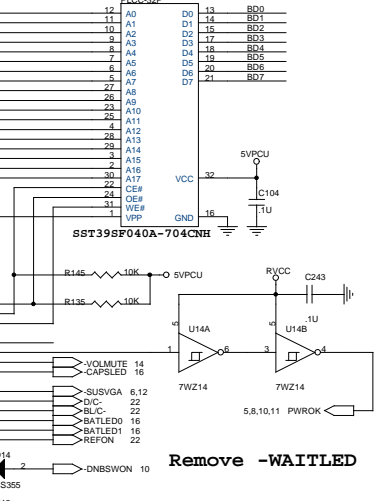 PLCC-32P
12 A0 D0 13 BD0
11 A1 D1 14 BD1
10 A2 D2 15 BD2
9 A3 D3 17 BD3
8 A4 D4 18 BD4
7 A5 D5 19 BD5
6 A6 D6 20 BD6
5 A7 D7 21 BD7
27 A8
26 A9
23 A10
25 A11
4 A12
28 A13
29 A14
3 A15
2 A16
30 A17 VCC 32 5VPCU
22 CE#
24 OE# C104
31 WE# .1U
1 VPP GND 16
SST39SF040A-704CNH
R145 10K 5VPCU
RVCC C243
R135 10K
.1U
5 U14A 5 U14B
1 6 3 4
7WZ14 7WZ14
-VOLMUTE 14
-CAPSLED 16
-SUSVGA 6,12
D/C- 22
BL/C- 22
BATLED0 16
BATLED1 16
REFON 22
5,8,10,11 PWROK
014
2 -DNBSWON 10
S355
Remove -WAITLED